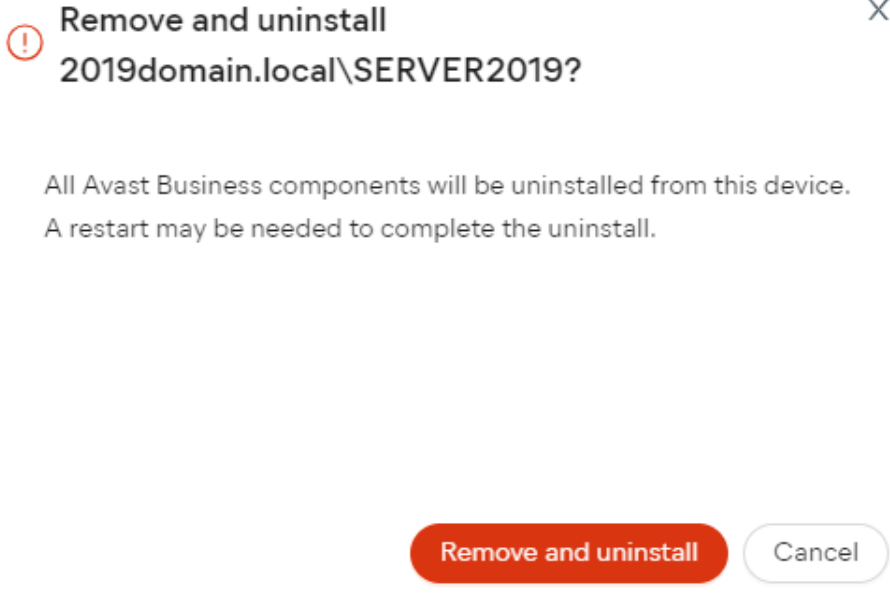 Remove and uninstall
2019domain.local\SERVER2019?
All Avast Business components will be uninstalled from this device.
A restart may be needed to complete the uninstall.
Remove and uninstall
Cancel